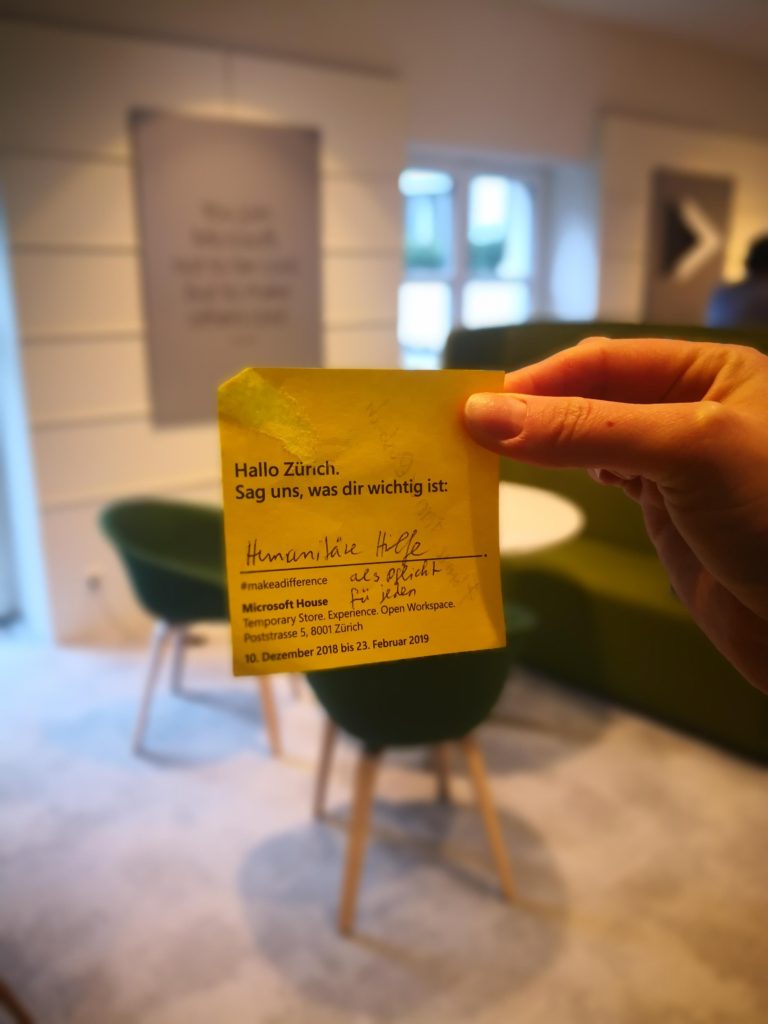 Hallo Zürich.
Sag uns, was dir wichtig ist:
Humanitäre Hilfe.
#makeadifference
als pflicht
für jeden
Microsoft House
Temporary Store. Experience. Open Workspace.
Poststrasse 5, 8001 Zürich
10. Dezember 2018 bis 23. Februar 2019